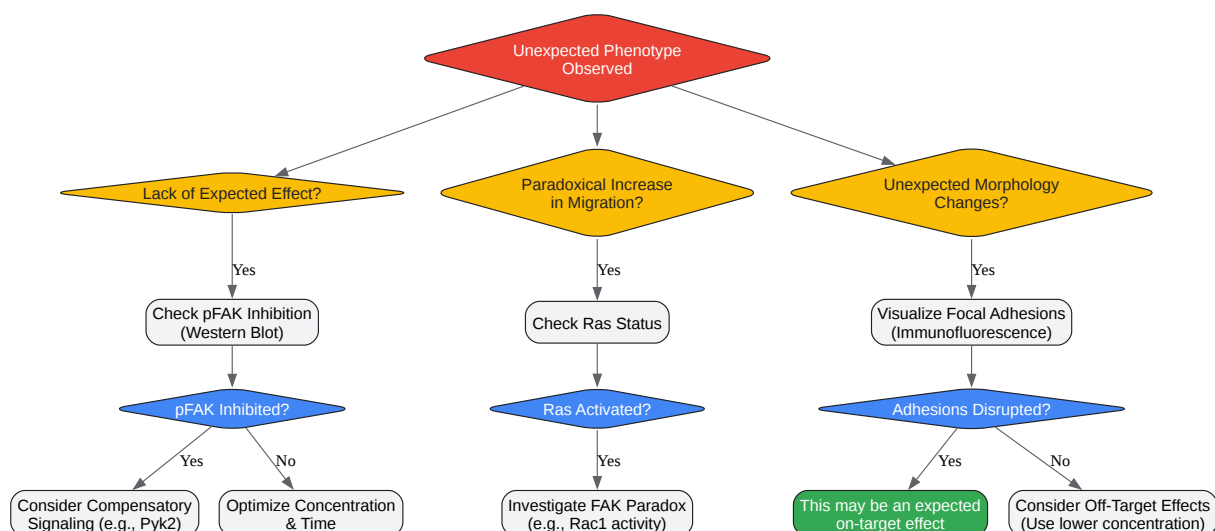 Unexpected Phenotype
Observed
Lack of Expected Effect?
Paradoxical Increase
in Migration?
Unexpected Morphology
Changes?
Yes
Yes
Yes
Check pFAK Inhibition
(Western Blot)
Check Ras Status
Visualize Focal Adhesions
(Immunofluorescence)
pFAK Inhibited?
Ras Activated?
Adhesions Disrupted?
Yes
No
Yes
Yes
No
Consider Compensatory
Signaling (e.g., Pyk2)
Optimize Concentration
& Time
Investigate FAK Paradox
(e.g., Rac1 activity)
This may be an expected
on-target effect
Consider Off-Target Effects
(Use lower concentration)